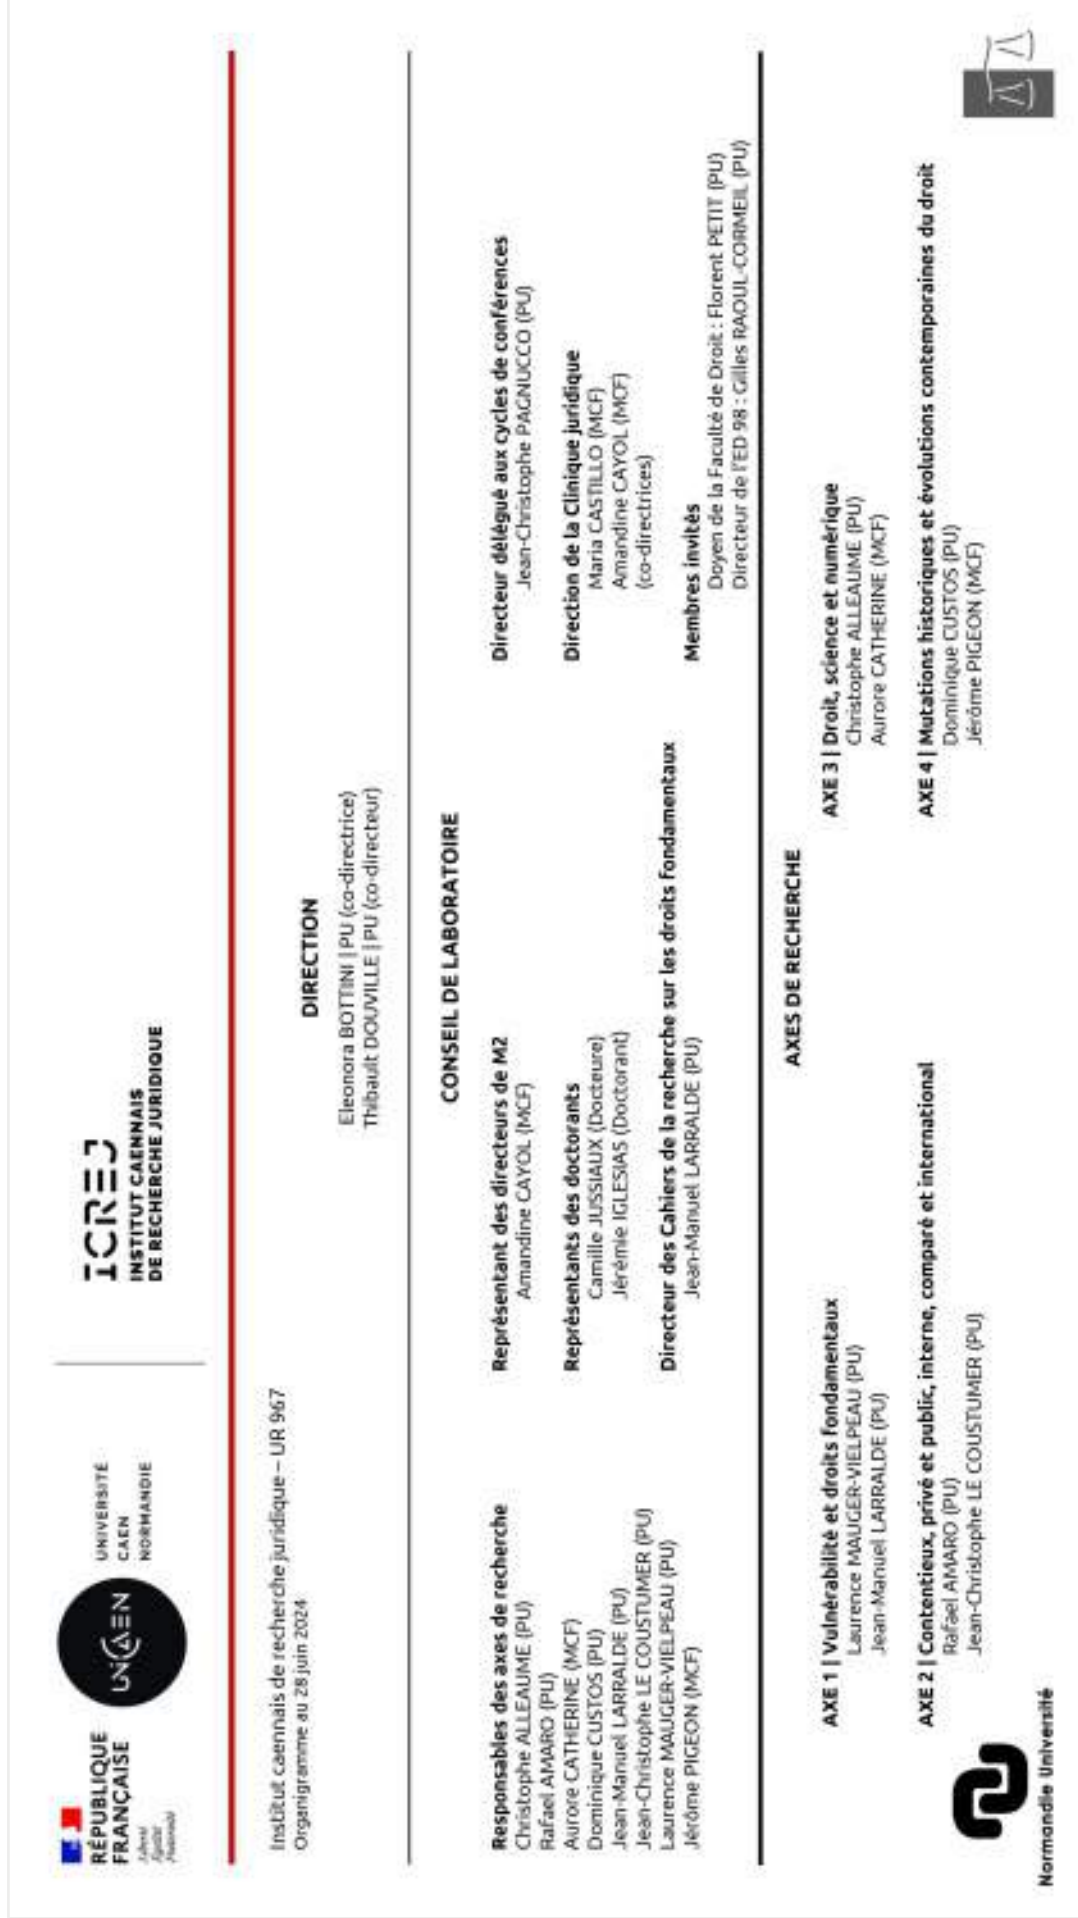 RÉPUBLIQUE
FRANÇAISE
Liberté
Égalité
Fraternité
UNICAEN
UNIVERSITÉ
CAEN
NORMANDIE
ICREJ
INSTITUT CAENNAIS
DE RECHERCHE JURIDIQUE
Institut caennais de recherche juridique – UR 967
Organigramme au 28 juin 2024
DIRECTION
Eleonora BOTTINI | PU (co-directrice)
Thibault DOUVILLE | PU (co-directeur)
CONSEIL DE LABORATOIRE
Responsables des axes de recherche
Christophe ALLEAUME (PU)
Rafael AMARO (PU)
Aurore CATHERINE (MCF)
Dominique CUSTOS (PU)
Jean-Manuel LARRALDE (PU)
Jean-Christophe LE COUSTUMER (PU)
Laurence MAUGER-VIELPEAU (PU)
Jérôme PIGEON (MCF)
Représentant des directeurs de M2
Amandine CAYOL (MCF)
Représentants des doctorants
Camille JUSSIAUX (Docteure)
Jérémie IGLESIAS (Doctorant)
Directeur des Cahiers de la recherche sur les droits fondamentaux
Jean-Manuel LARRALDE (PU)
Directeur délégué aux cycles de conférences
Jean-Christophe PAGNUCCO (PU)
Direction de la Clinique juridique
Maria CASTILLO (MCF)
Amandine CAYOL (MCF)
(co-directrices)
Membres invités
Doyen de la Faculté de Droit : Florent PETIT (PU)
Directeur de l'ED 98 : Gilles RAOUL-CORMEIL (PU)
AXES DE RECHERCHE
AXE 1 | Vulnérabilité et droits fondamentaux
Laurence MAUGER-VIELPEAU (PU)
Jean-Manuel LARRALDE (PU)
AXE 2 | Contentieux, privé et public, interne, comparé et international
Rafael AMARO (PU)
Jean-Christophe LE COUSTUMER (PU)
AXE 3 | Droit, science et numérique
Christophe ALLEAUME (PU)
Aurore CATHERINE (MCF)
AXE 4 | Mutations historiques et évolutions contemporaines du droit
Dominique CUSTOS (PU)
Jérôme PIGEON (MCF)
Normandie Université